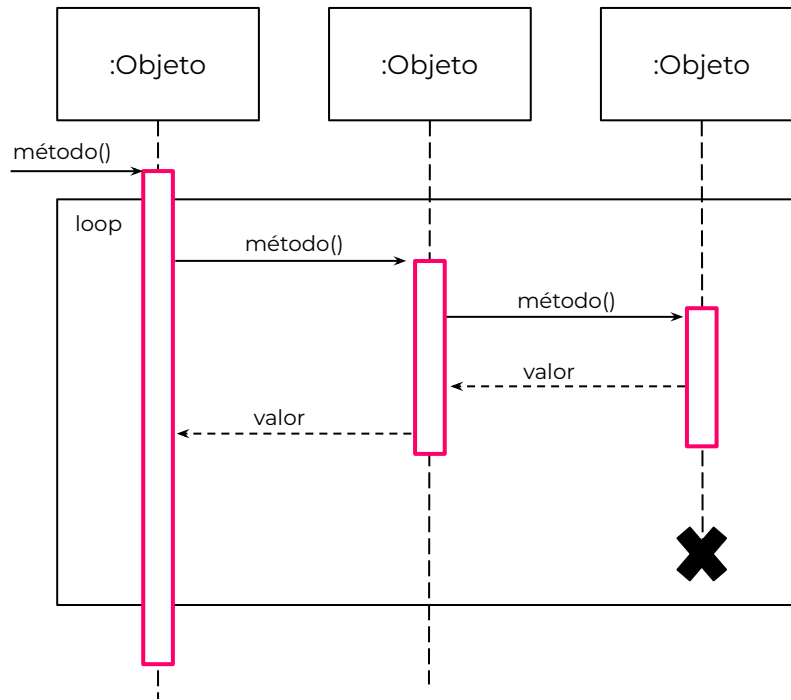 :Objeto
:Objeto
:Objeto
método()
loop
método()
método()
valor
valor